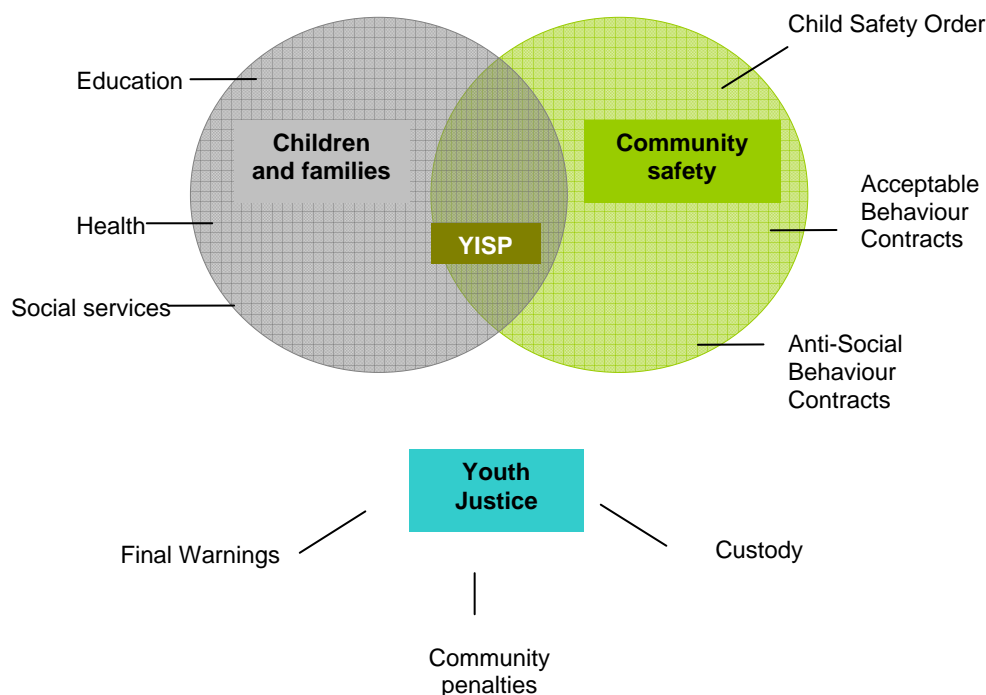 Child Safety Order
Education
Children
and families
Community
safety
Acceptable
Behaviour
Contracts
Health
YISP
Social services
Anti-Social
Behaviour
Contracts
Youth
Justice
Final Warnings
Custody
Community
penalties